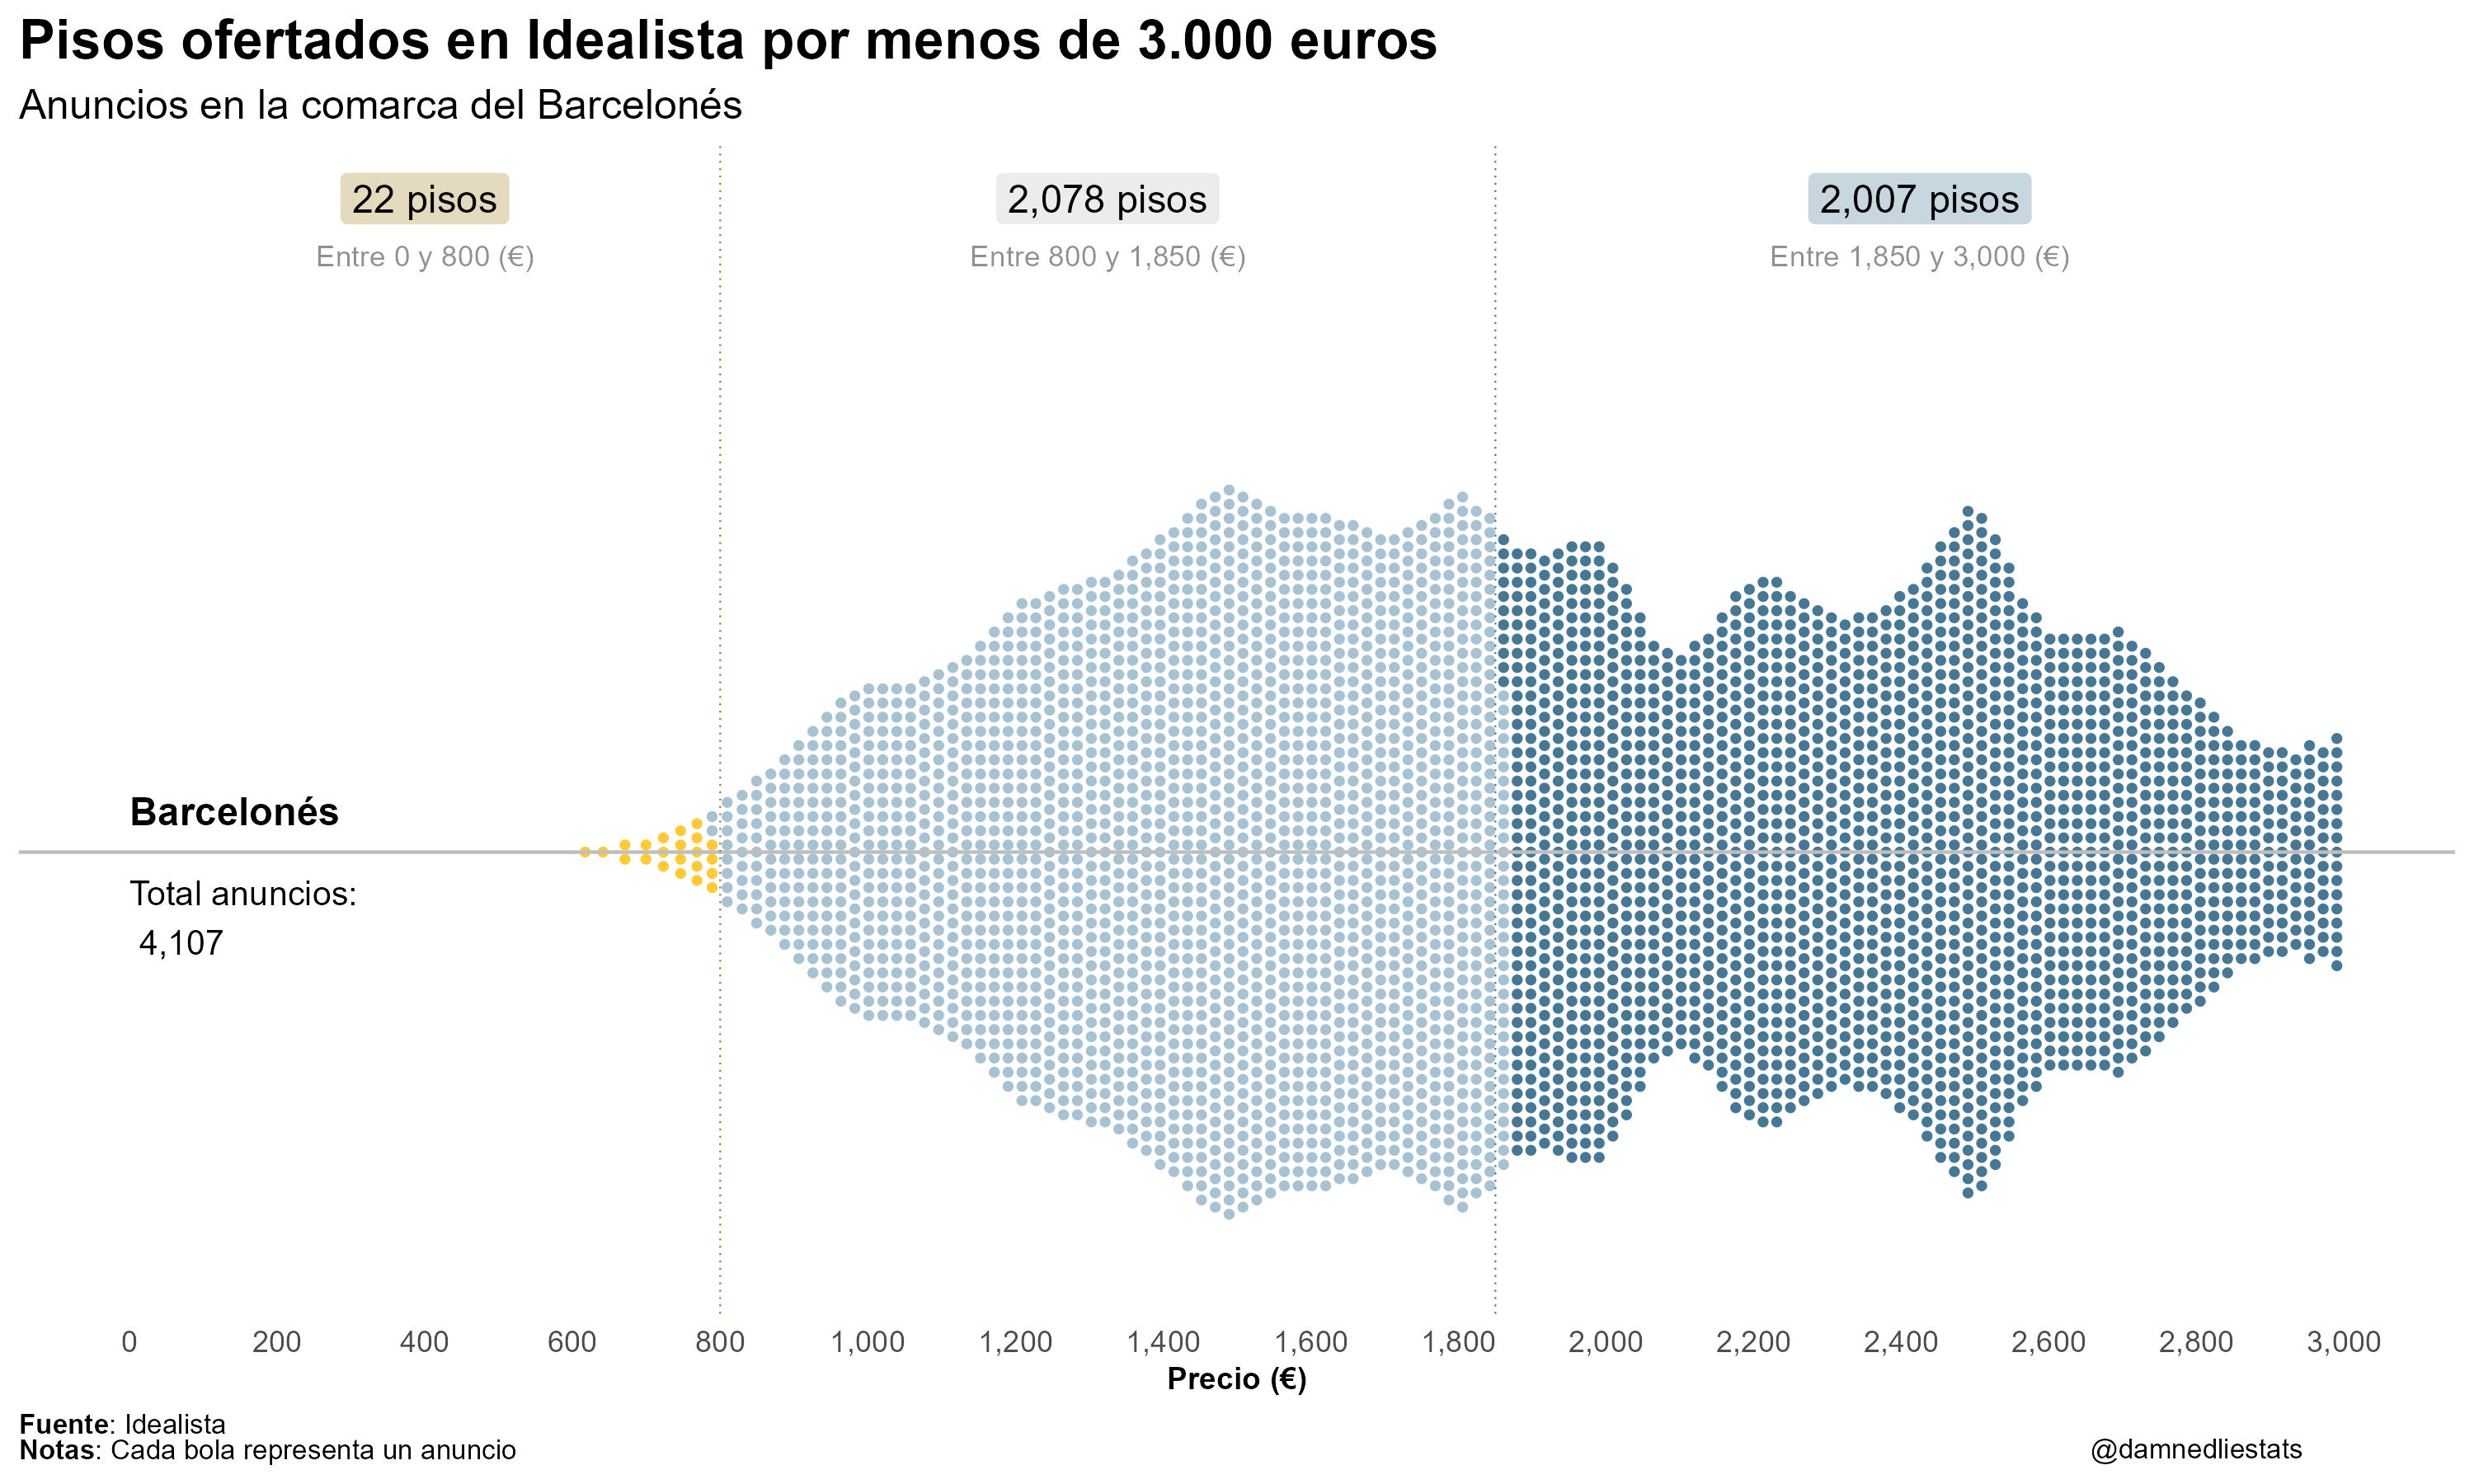 Pisos ofertados en Idealista por menos de 3.000 euros
Anuncios en la comarca del Barcelonés
22 pisos
Entre 0 y 800 (€)
2,078 pisos
Entre 800 y 1,850 (€)
2,007 pisos
Entre 1,850 y 3,000 (€)
Barcelonés
Total anuncios:
4,107
0 200 400 600 800 1,000 1,200 1,400 1,600 1,800 2,000 2,200 2,400 2,600 2,800 3,000
Precio (€)
Fuente: Idealista
Notas: Cada bola representa un anuncio
@damnedliestats